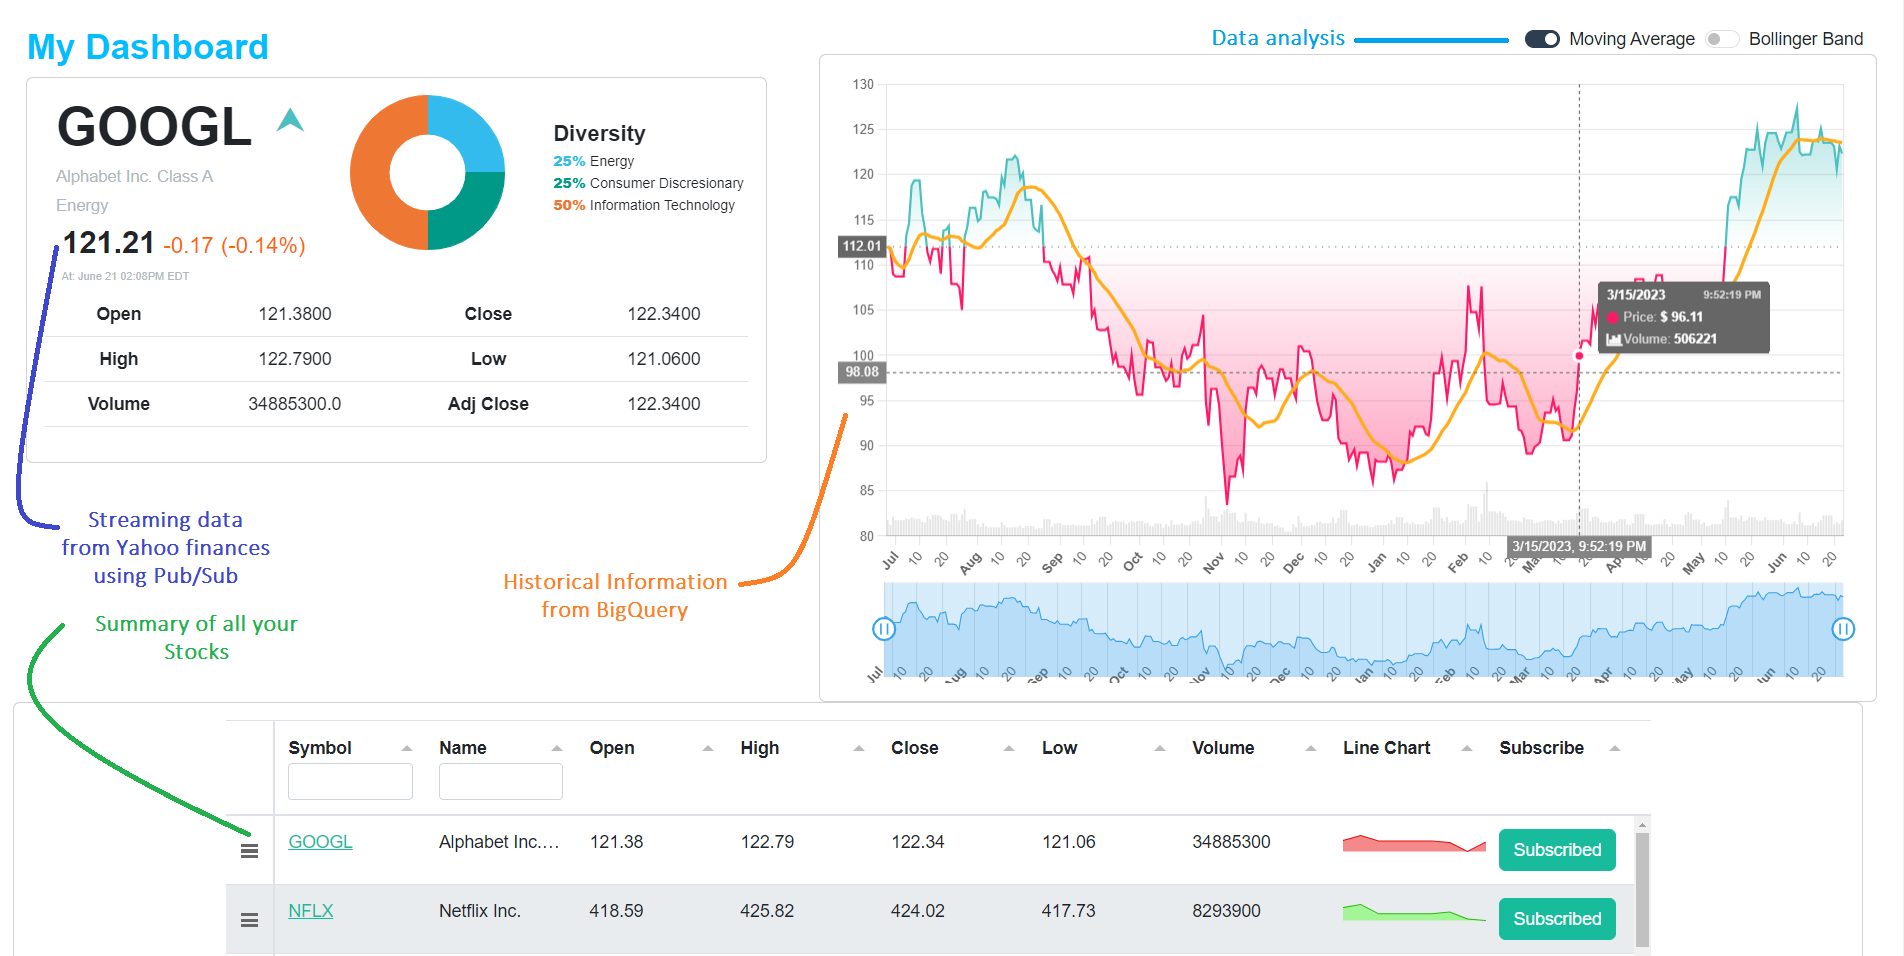 My Dashboard
Data analysis
Moving Average
Bollinger Band
GOOGL
Alphabet Inc. Class A
Energy
121.21 -0.17 (-0.14%)
At: June 21 02:08PM EDT
Diversity
25% Energy
25% Consumer Discresionary
50% Information Technology
Open 121.3800 Close 122.3400
High 122.7900 Low 121.0600
Volume 34885300.0 Adj Close 122.3400
Streaming data
from Yahoo finances
using Pub/Sub
Summary of all your
Stocks
Historical Information
from BigQuery
130
125
120
115
112.01
110
105
100
98.08
95
90
85
80
3/15/2023 9:52:19 PM
Price: $ 96.11
Volume: 506221
Jul 10 20 Aug 10 20 Sep 10 20 Oct 10 20 Nov 10 20 Dec 10 20 Jan 10 20 Feb 10 3/15/2023, 9:52:19 PM 20 May 10 20 Jun 10 20
Jul 10 20 Aug 10 20 Sep 10 20 Oct 10 20 Nov 10 20 Dec 10 20 Jan 10 20 Feb 10 20 Mar 10 20 Apr 10 20 May 10 20 Jun 10 20
Symbol Name Open High Close Low Volume Line Chart Subscribe
GOOGL Alphabet Inc.… 121.38 122.79 122.34 121.06 34885300 Subscribed
NFLX Netflix Inc. 418.59 425.82 424.02 417.73 8293900 Subscribed